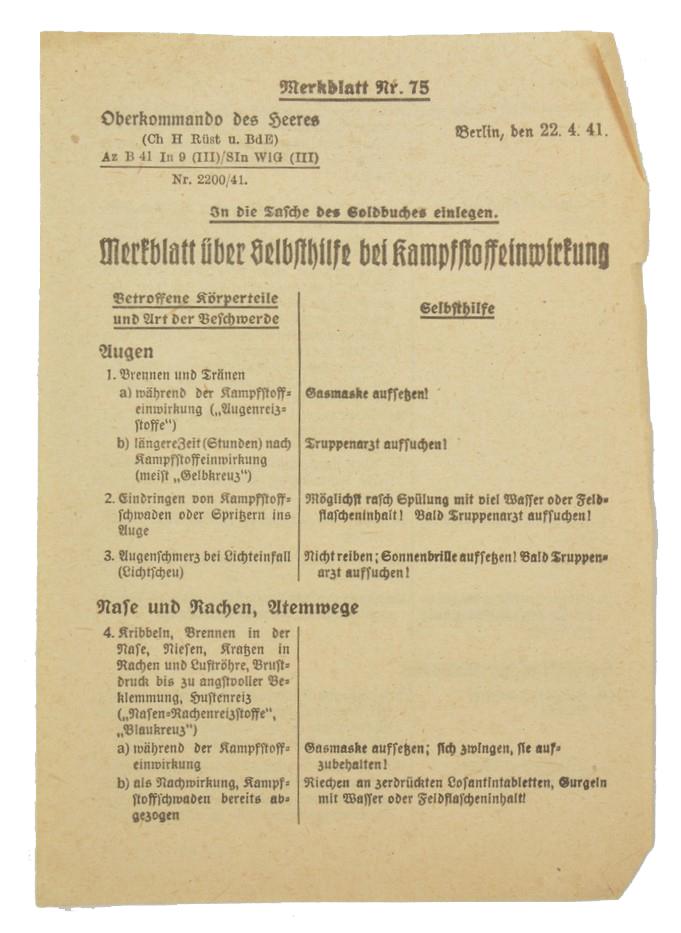 Merkblatt Nr. 75
Oberkommando des Heeres
(Ch H Rüst u. BdE)
Az B 41 In 9 (III)/SIn WiG (III)
Nr. 2200/41.
Berlin, den 22. 4. 41.
In die Tasche des Soldbuches einlegen.
Merkblatt über Selbsthilfe bei Kampfstoffeinwirkung
Betroffene Körperteile
und Art der Beschwerde
Selbsthilfe
Augen
1. Brennen und Tränen
a) während der Kampfstoff-
einwirkung („Augenreiz-
stoffe“)
Gasmaske aufsetzen!
b) längere Zeit (Stunden) nach
Kampfstoffeinwirkung
(meist „Gelbkreuz“)
Truppenarzt aufsuchen!
2. Eindringen von Kampfstoff-
schwaden oder Spritzern ins
Auge
Möglichst rasch Spülung mit viel Wasser oder Feld-
flascheninhalt! Bald Truppenarzt aufsuchen!
3. Augenschmerz bei Lichteinfall
(Lichtscheu)
Nicht reiben; Sonnenbrille aufsetzen! Bald Truppen-
arzt aufsuchen!
Nase und Rachen, Atemwege
4. Kribbeln, Brennen in der
Nase, Niesen, Kratzen in
Rachen und Luftröhre, Brust-
druck bis zu angstvoller Be-
klemmung, Hustenreiz
(„Nasen-Rachenreizstoffe“,
„Blaukreuz“)
a) während der Kampfstoff-
einwirkung
Gasmaske aufsetzen; sich zwingen, sie auf-
zubehalten!
b) als Nachwirkung, Kampf-
stoffschwaden bereits ab-
gezogen
Riechen an zerdrückten Losantintabletten, Gurgeln
mit Wasser oder Feldflascheninhalt!